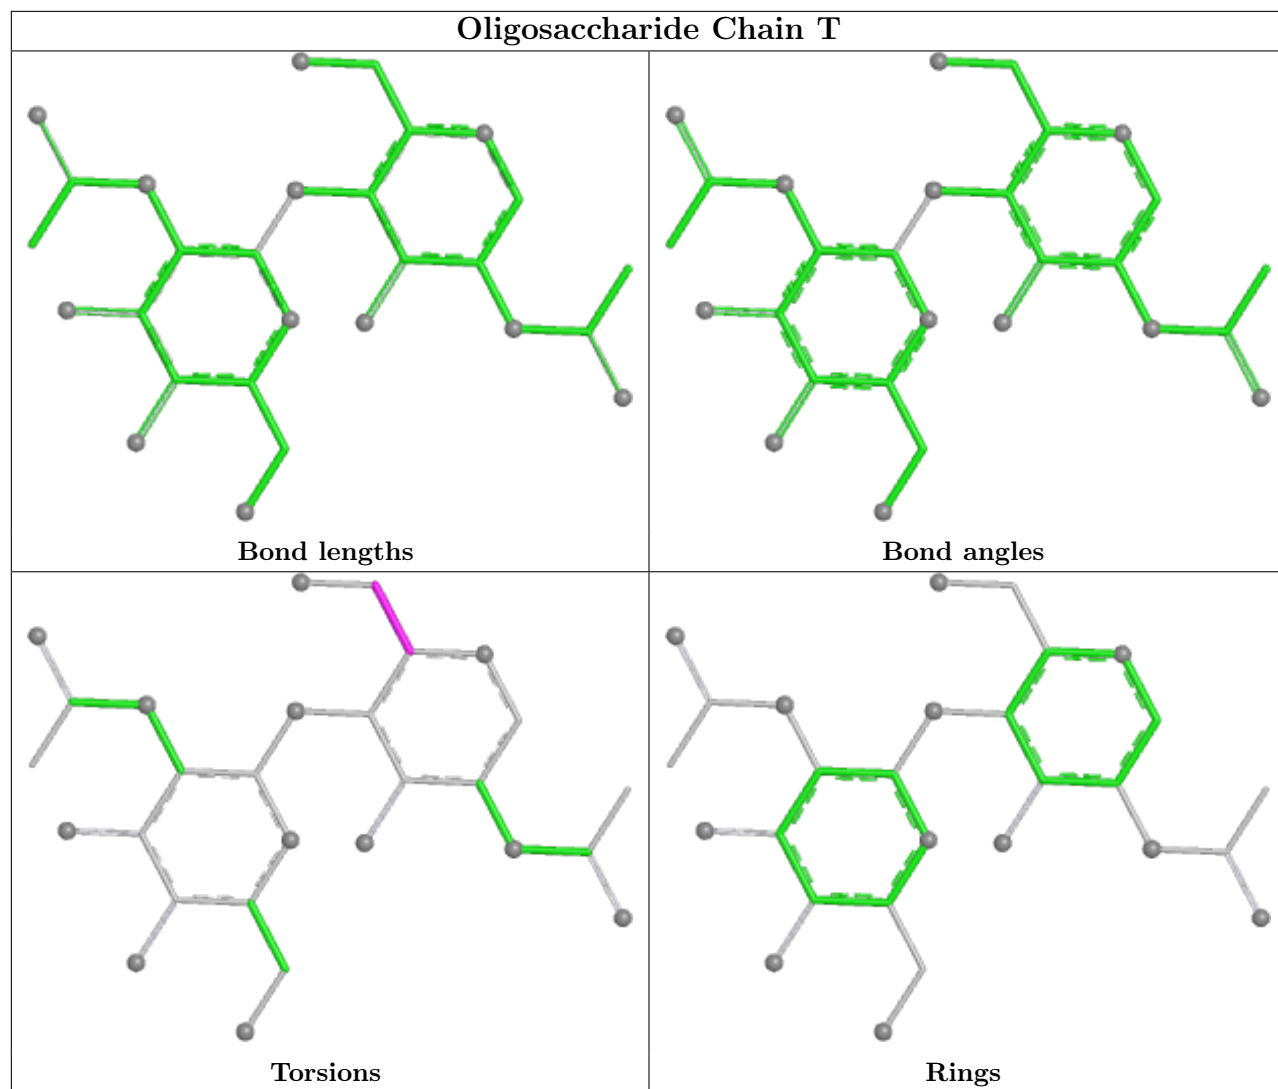 Oligosaccharide Chain T
Bond lengths
Bond angles
Torsions
Rings